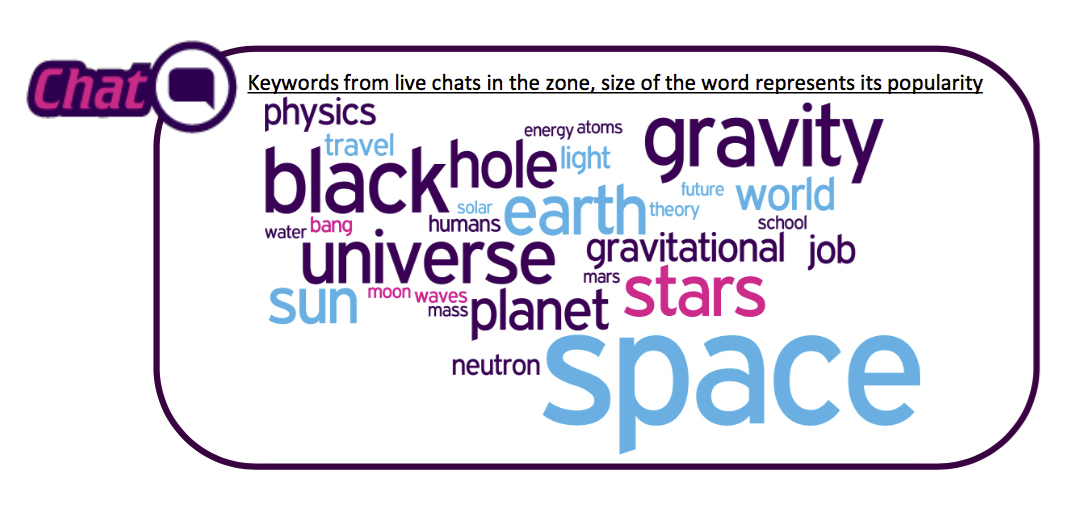 Chat
Keywords from live chats in the zone, size of the word represents its popularity
physics
travel
energy
atoms
gravity
black
hole
light
future
world
solar
earth
theory
school
water
bang
humans
universe
gravitational
job
mars
stars
sun
moon
waves
mass
planet
neutron
space